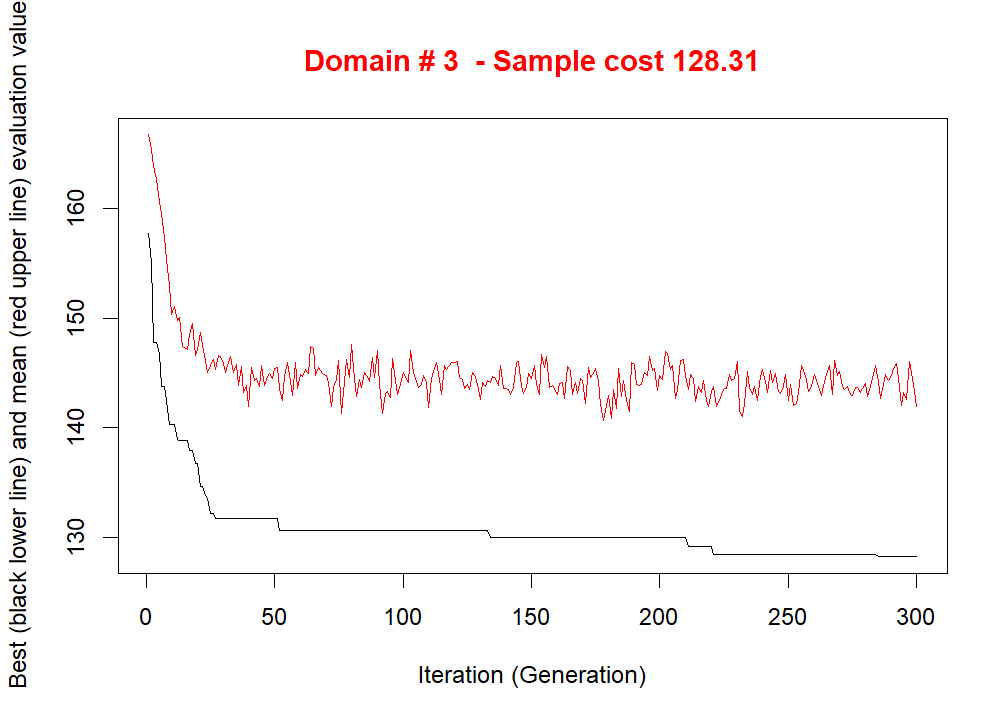 Domain # 3  - Sample cost 128.31
Best (black lower line) and mean (red upper line) evaluation value
160
150
140
130
0 50 100 150 200 250 300
Iteration (Generation)